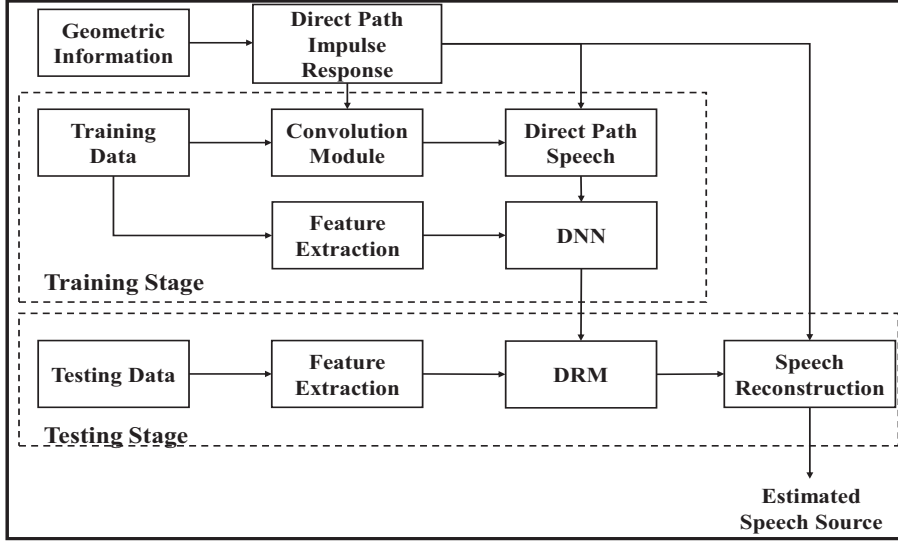 Geometric
Information
Direct Path
Impulse
Response
Training
Data
Convolution
Module
Direct Path
Speech
Feature
Extraction
DNN
Training Stage
Testing Data
Feature
Extraction
DRM
Speech
Reconstruction
Testing Stage
Estimated
Speech Source